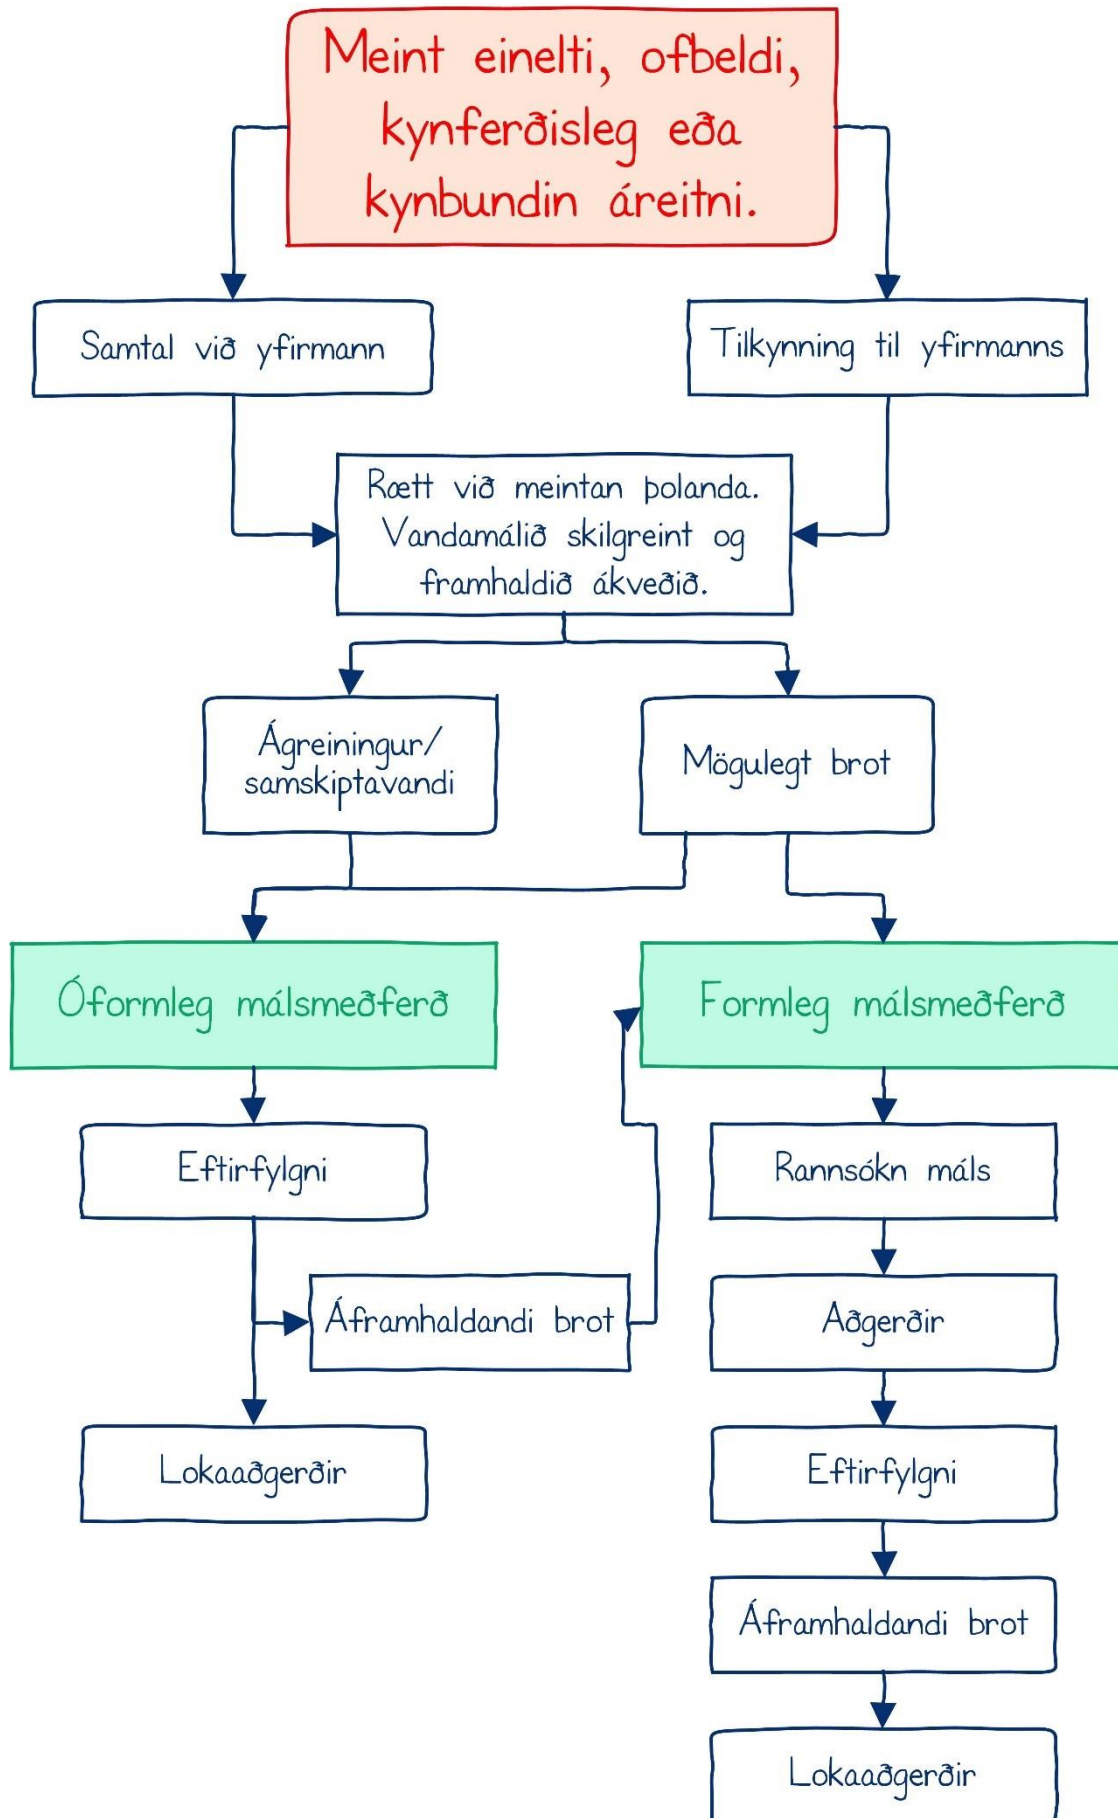 Meint einelti, ofbeldi,
kynferðisleg eða
kynbundin áreitni.
Samtal við yfirmann
Tilkynning til yfirmanns
Rætt við meintan þolanda.
Vandamálið skilgreint og
framhaldið ákveðið.
Ágreiningur/
samskiptavandi
Mögulegt brot
Óformleg málsmeðferð
Formleg málsmeðferð
Eftirfylgni
Rannsókn máls
Áframhaldandi brot
Aðgerðir
Lokaaðgerðir
Eftirfylgni
Áframhaldandi brot
Lokaaðgerðir